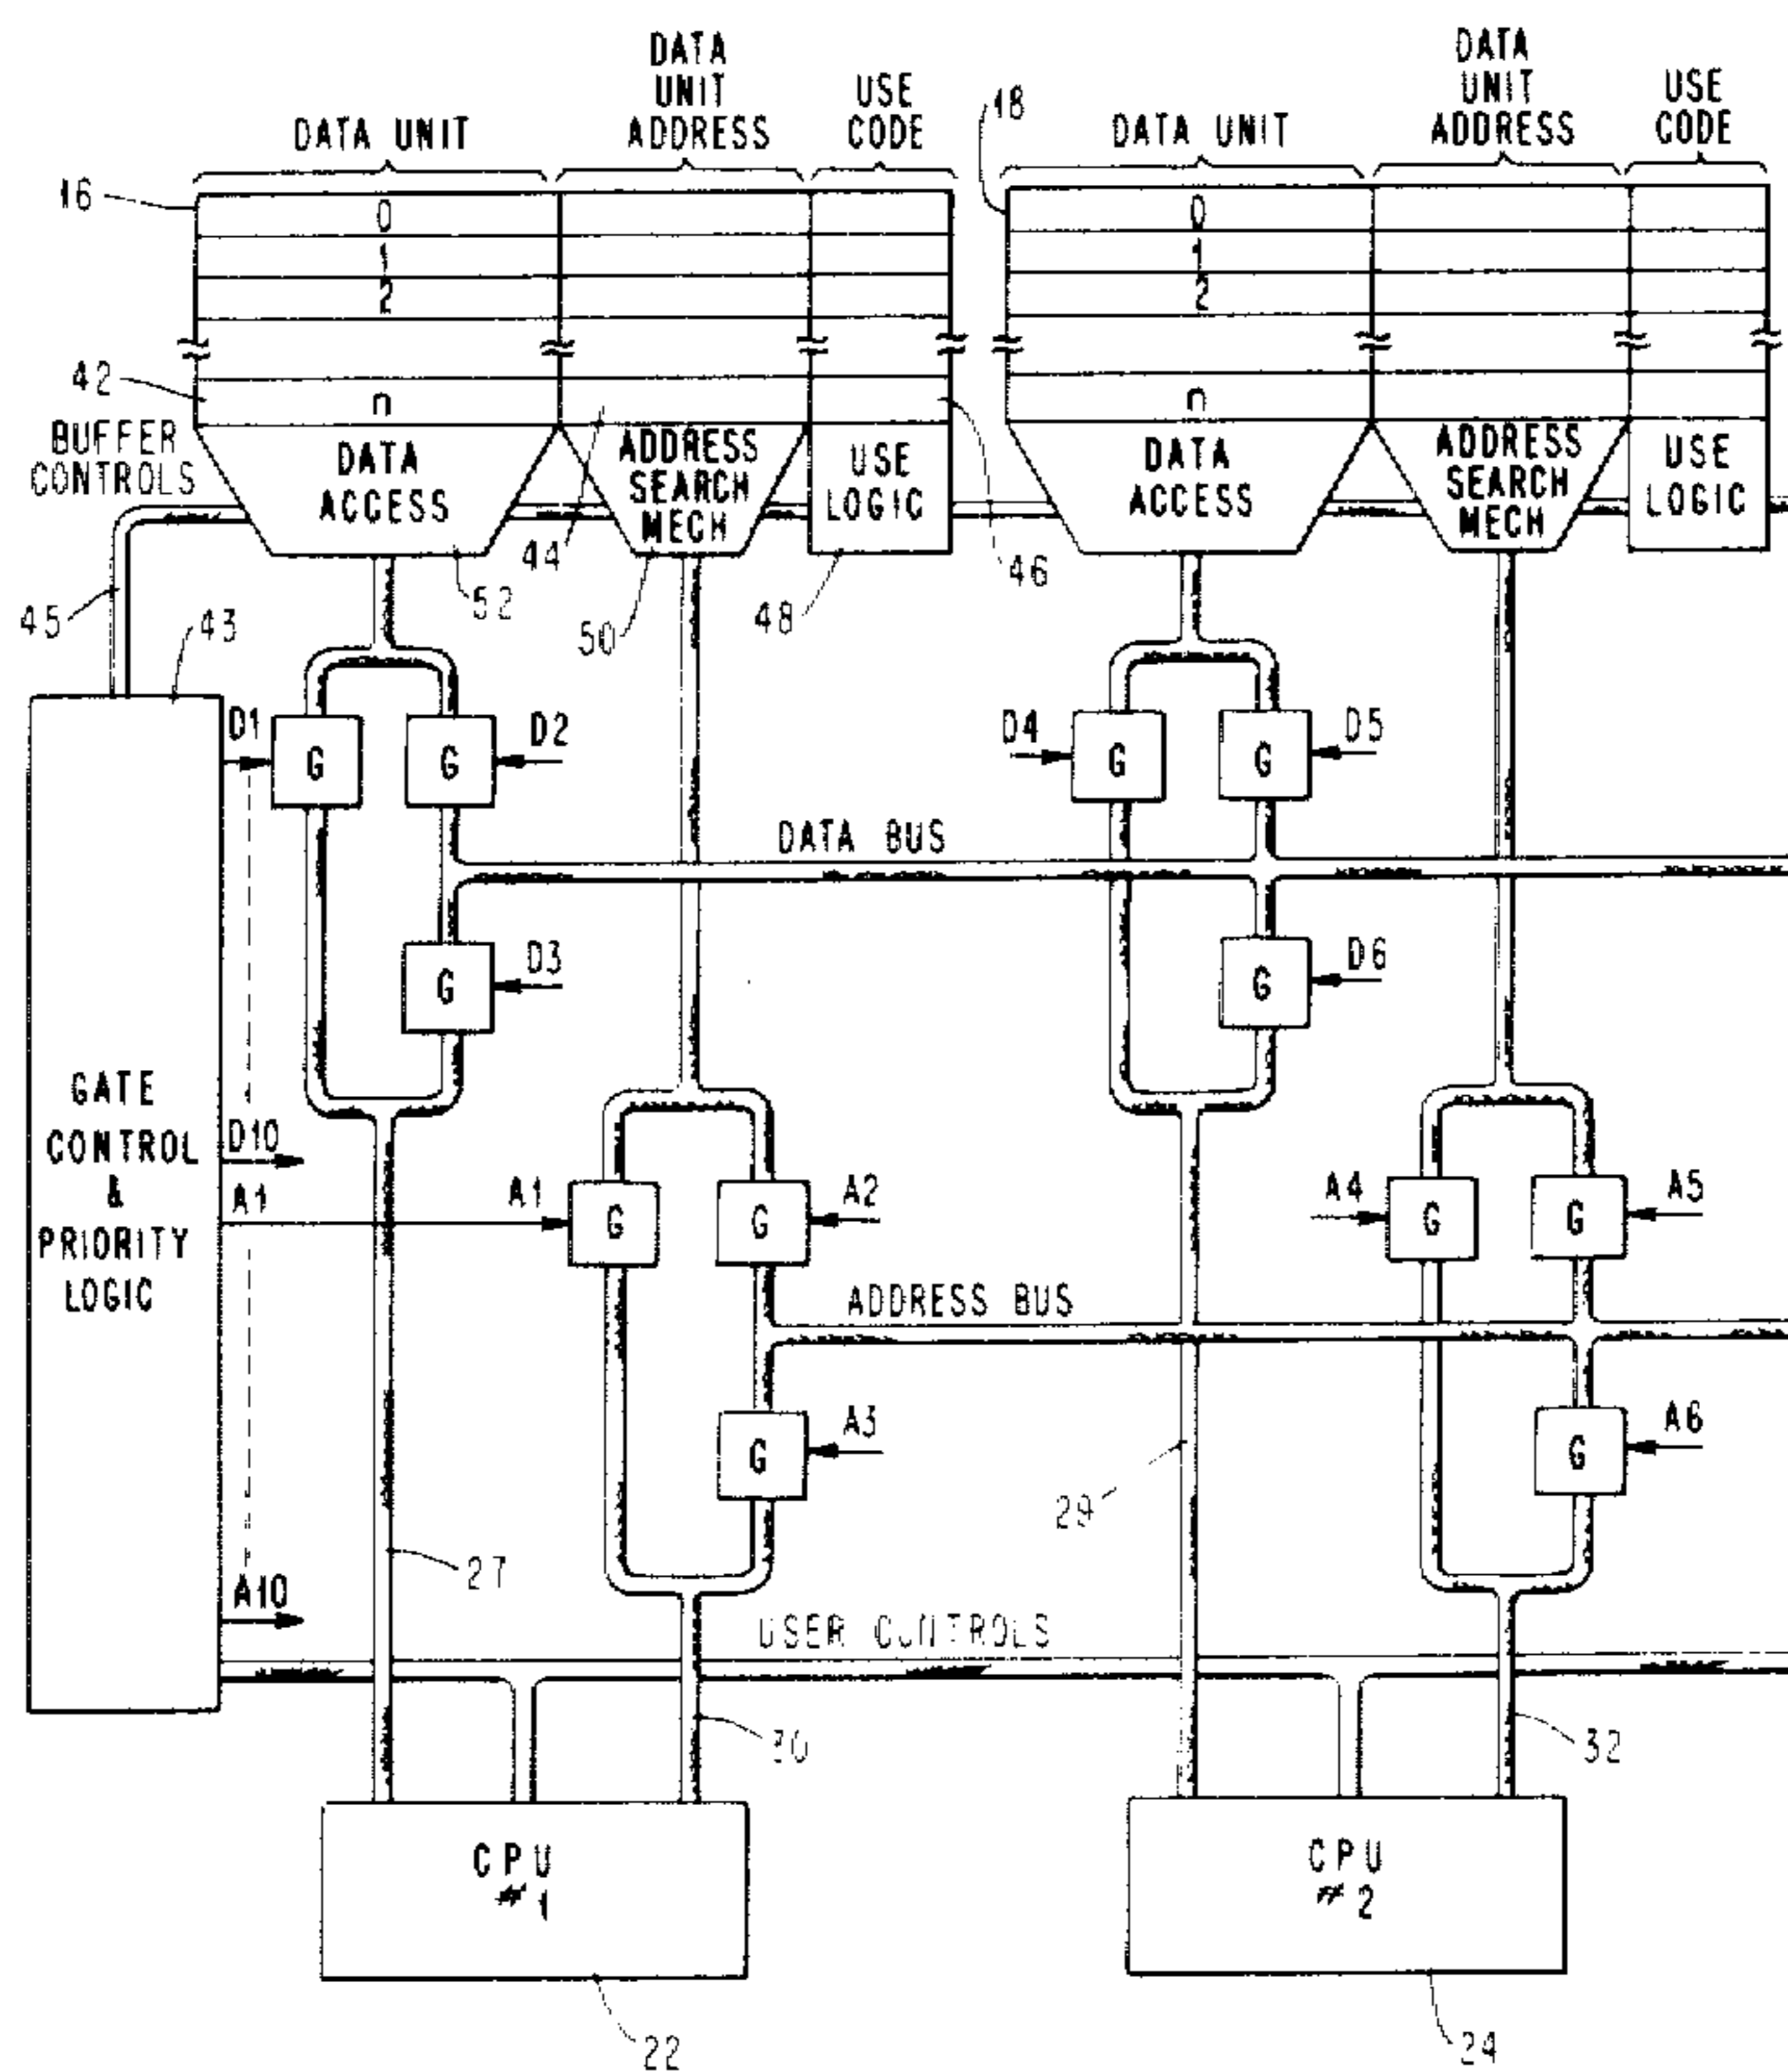 DATA
UNIT
ADDRESS
USE
CODE
DATA UNIT
DATA
UNIT
ADDRESS
USE
CODE
DATA UNIT
16
18
0
1
2
n
0
1
2
n
42
BUFFER
CONTROLS
DATA
ACCESS
ADDRESS
SEARCH
MECH
USE
LOGIC
DATA
ACCESS
ADDRESS
SEARCH
MECH
USE
LOGIC
44
46
45
43
52
50
48
D1
G
G
D2
D4
G
G
D5
DATA BUS
G
D3
G
D6
GATE
CONTROL
&
PRIORITY
LOGIC
D10
A1
A1
G
G
A2
A4
G
G
A5
ADDRESS BUS
G
A3
G
A6
29
27
A10
USER CONTROLS
30
32
CPU
#1
CPU
#2
22
24